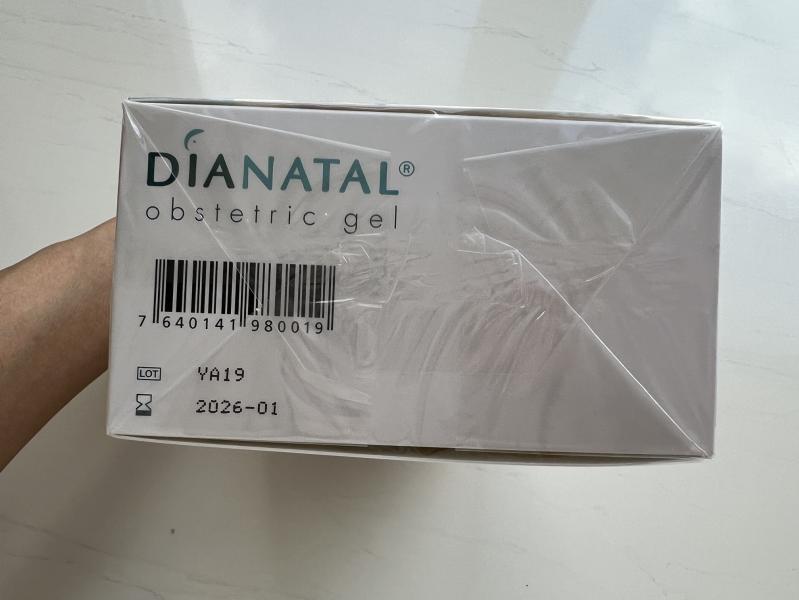 DIANATAL®
obstetric gel
7 640141 980019
LOT YA19
2026-01